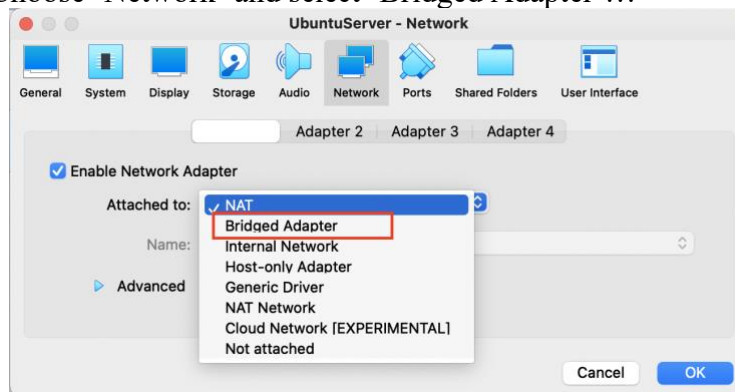 Choose "Network" and select "Bridged Adapter"...
UbuntuServer - Network
General System Display Storage Audio Network Ports Shared Folders User Interface
Adapter 2 Adapter 3 Adapter 4
Enable Network Adapter
Attached to: NAT
Bridged Adapter
Name: Internal Network
Host-only Adapter
Advanced Generic Driver
NAT Network
Cloud Network [EXPERIMENTAL]
Not attached
Cancel OK